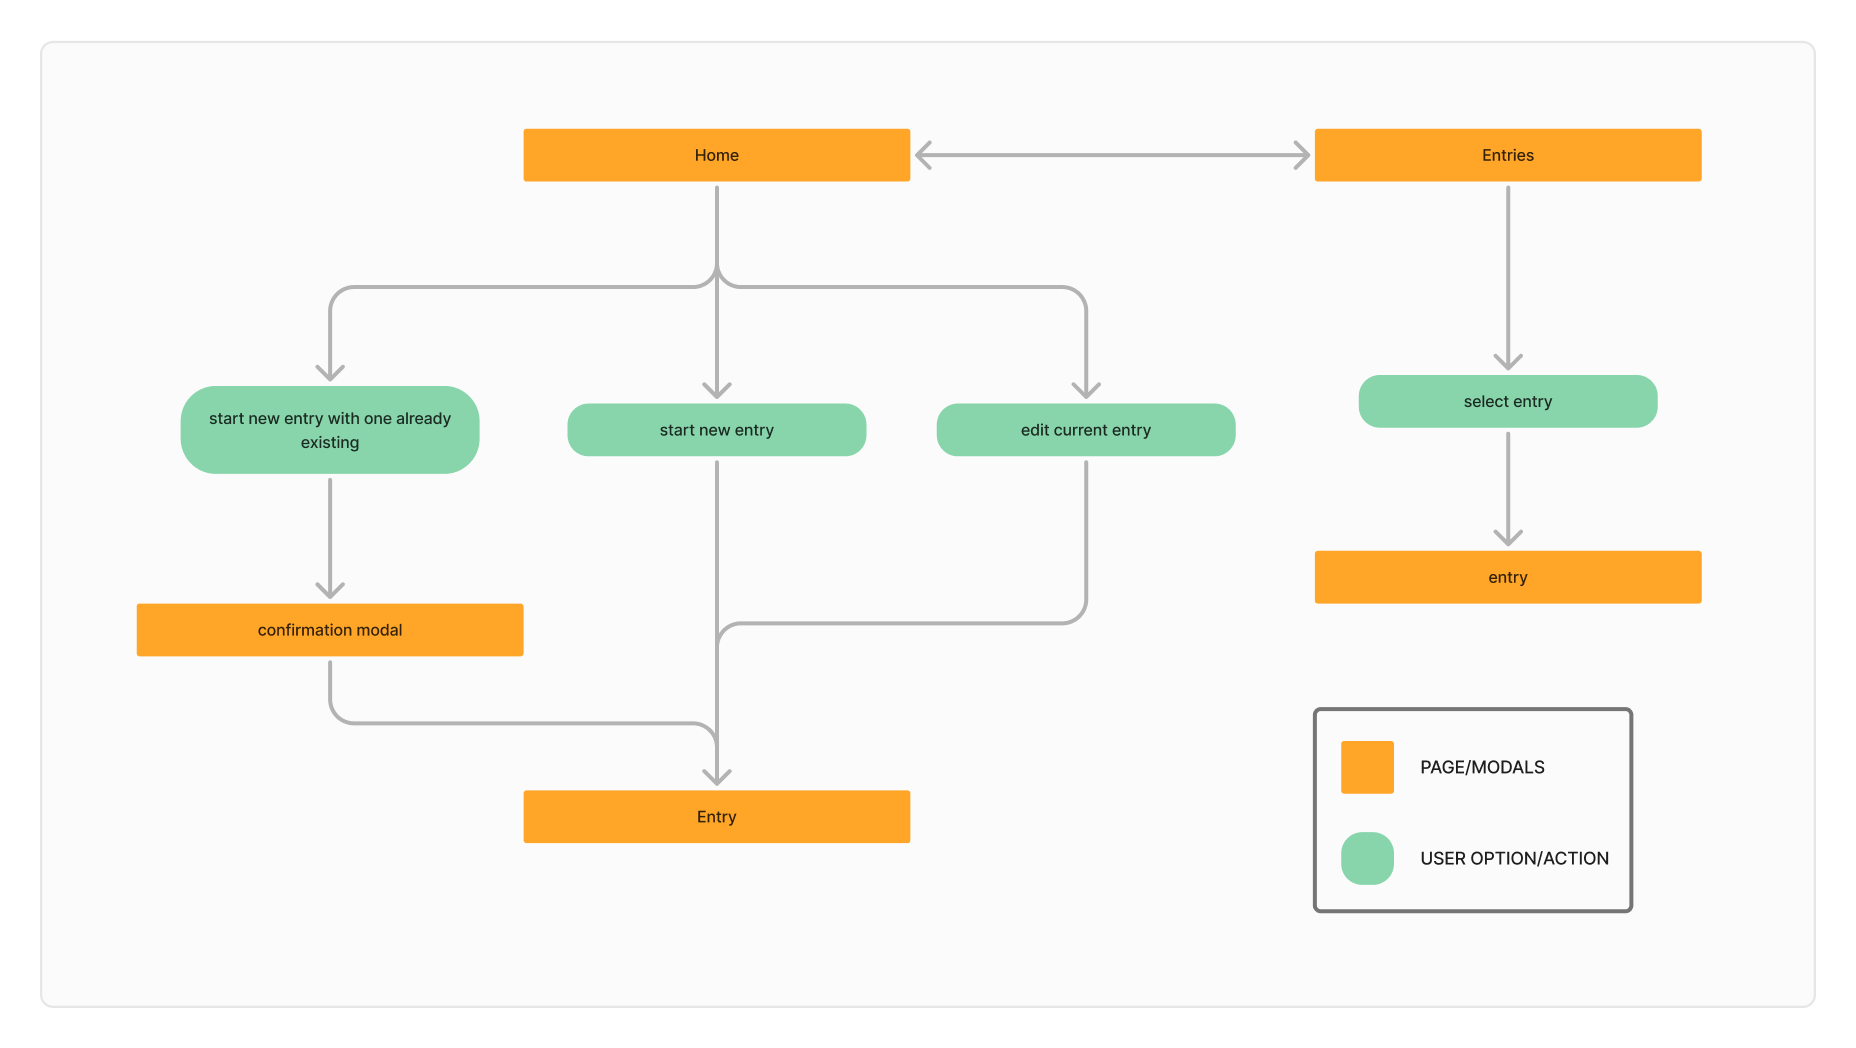 Home
Entries
start new entry with one already
existing
start new entry
edit current entry
select entry
entry
confirmation modal
Entry
PAGE/MODALS
USER OPTION/ACTION